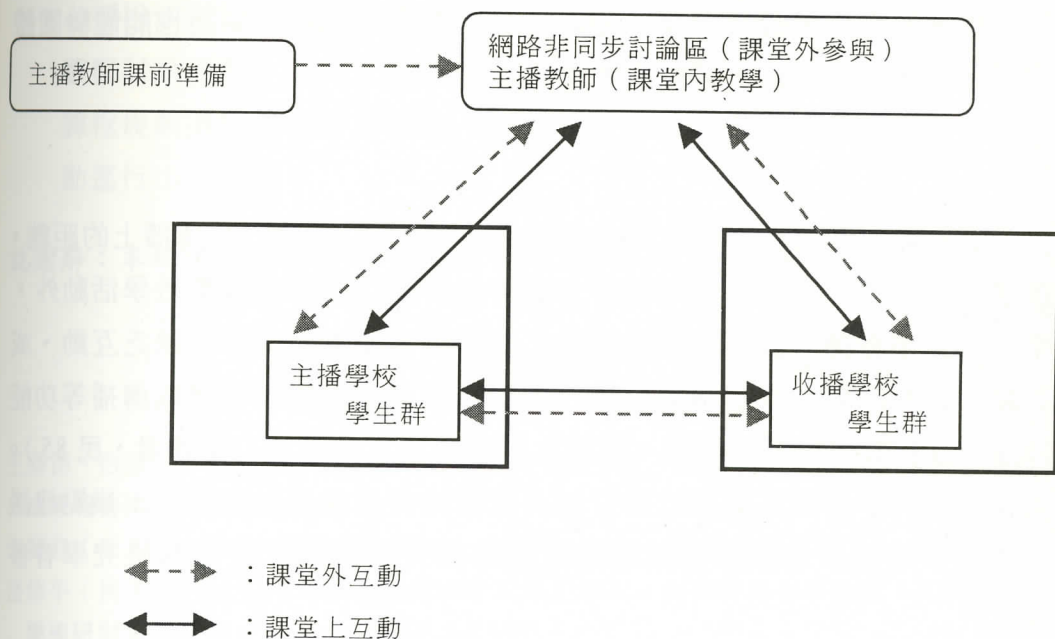 主播教師課前準備
網路非同步討論區（課堂外參與）
主播教師（課堂內教學）
主播學校
學生群
收播學校
學生群
：課堂外互動
：課堂上互動